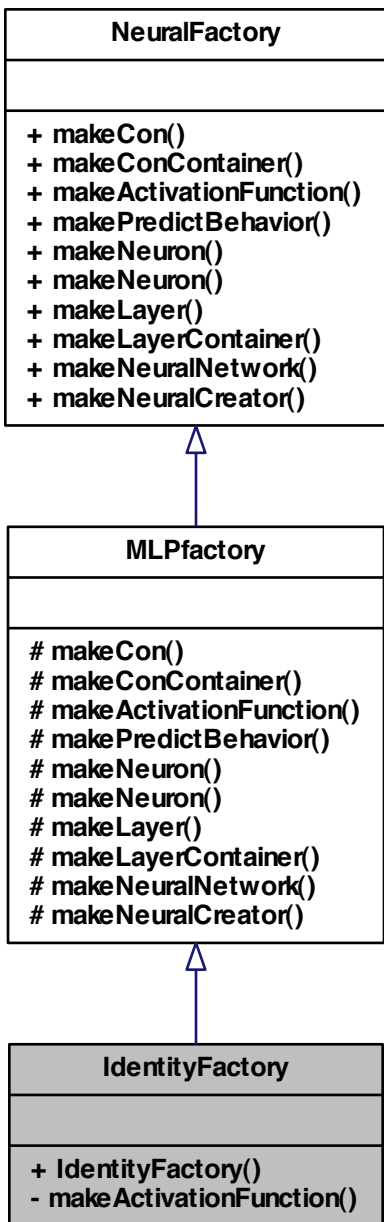 NeuralFactory
+ makeCon()
+ makeConContainer()
+ makeActivationFunction()
+ makePredictBehavior()
+ makeNeuron()
+ makeNeuron()
+ makeLayer()
+ makeLayerContainer()
+ makeNeuralNetwork()
+ makeNeuralCreator()
MLPfactory
# makeCon()
# makeConContainer()
# makeActivationFunction()
# makePredictBehavior()
# makeNeuron()
# makeNeuron()
# makeLayer()
# makeLayerContainer()
# makeNeuralNetwork()
# makeNeuralCreator()
IdentityFactory
+ IdentityFactory()
- makeActivationFunction()